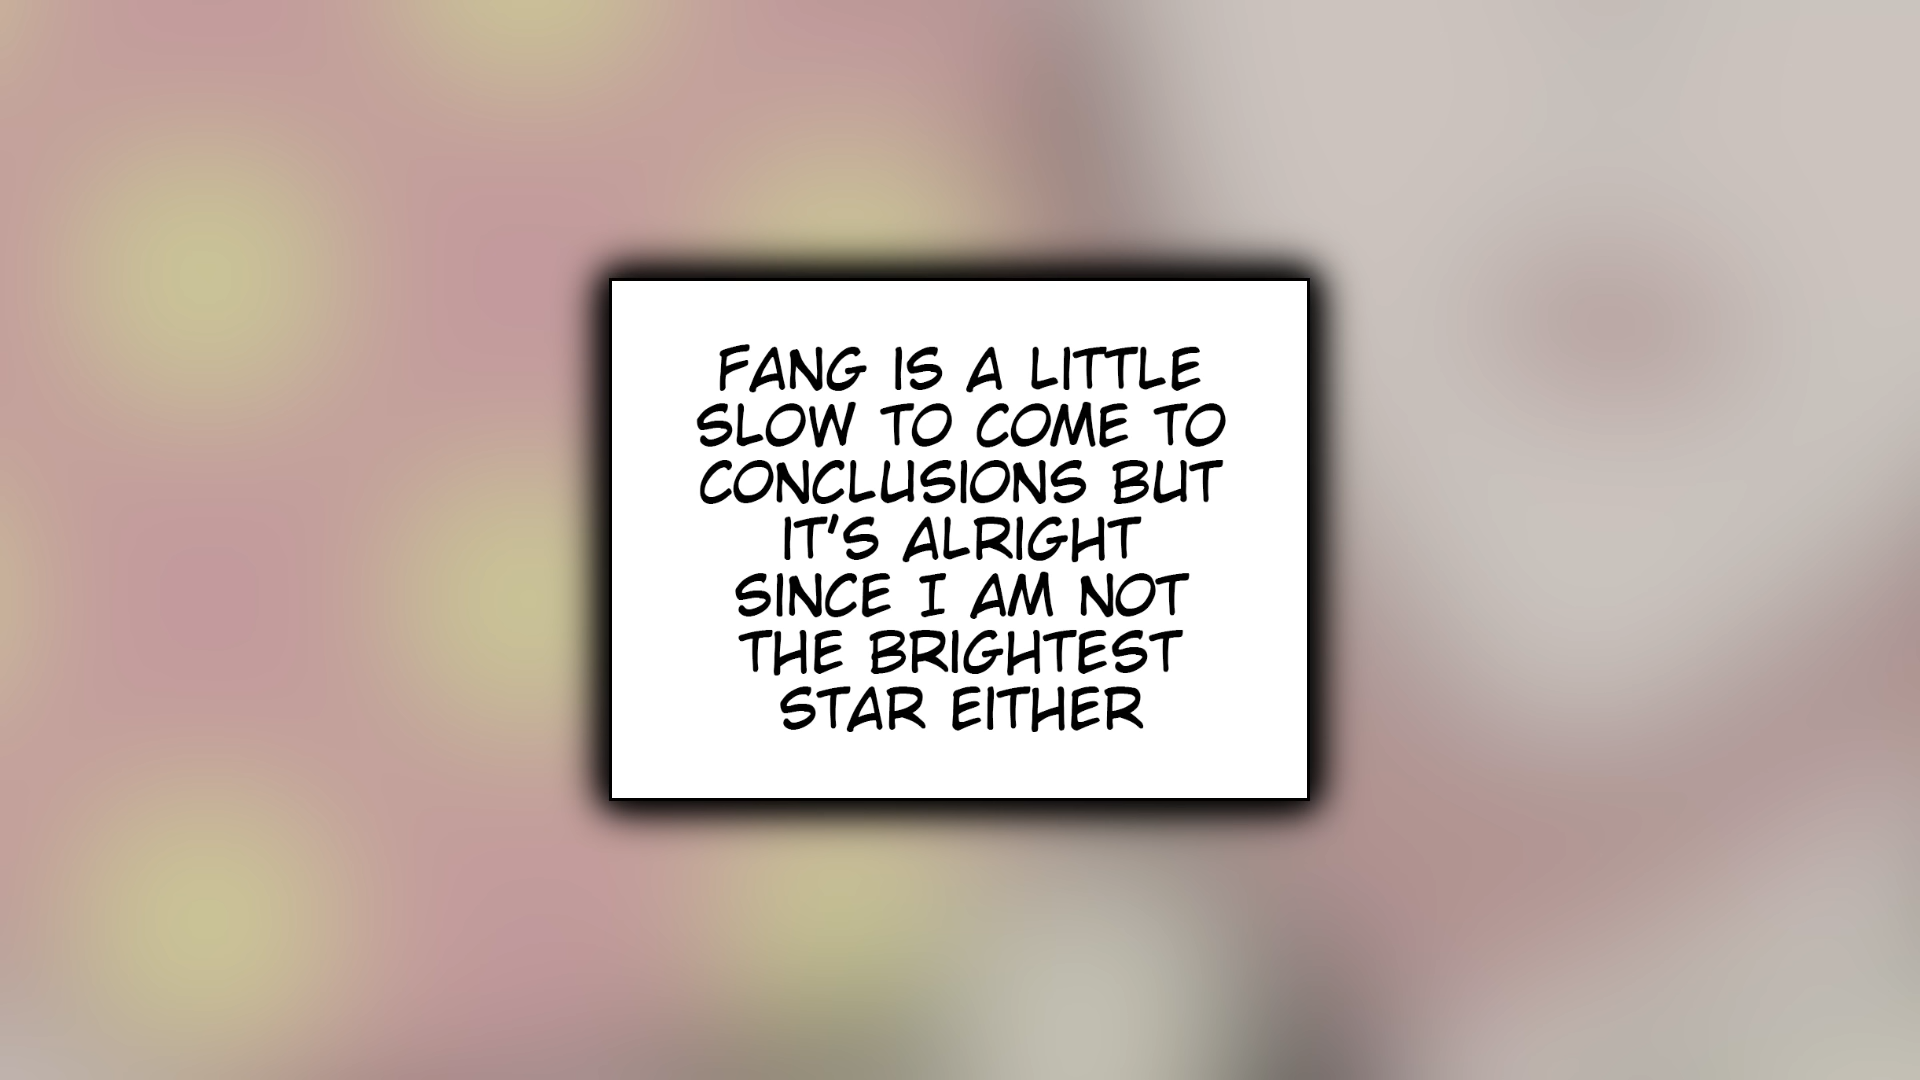 FANG IS A LITTLE
SLOW TO COME TO
CONCLUSIONS BUT
IT'S ALRIGHT
SINCE I AM NOT
THE BRIGHTEST
STAR EITHER